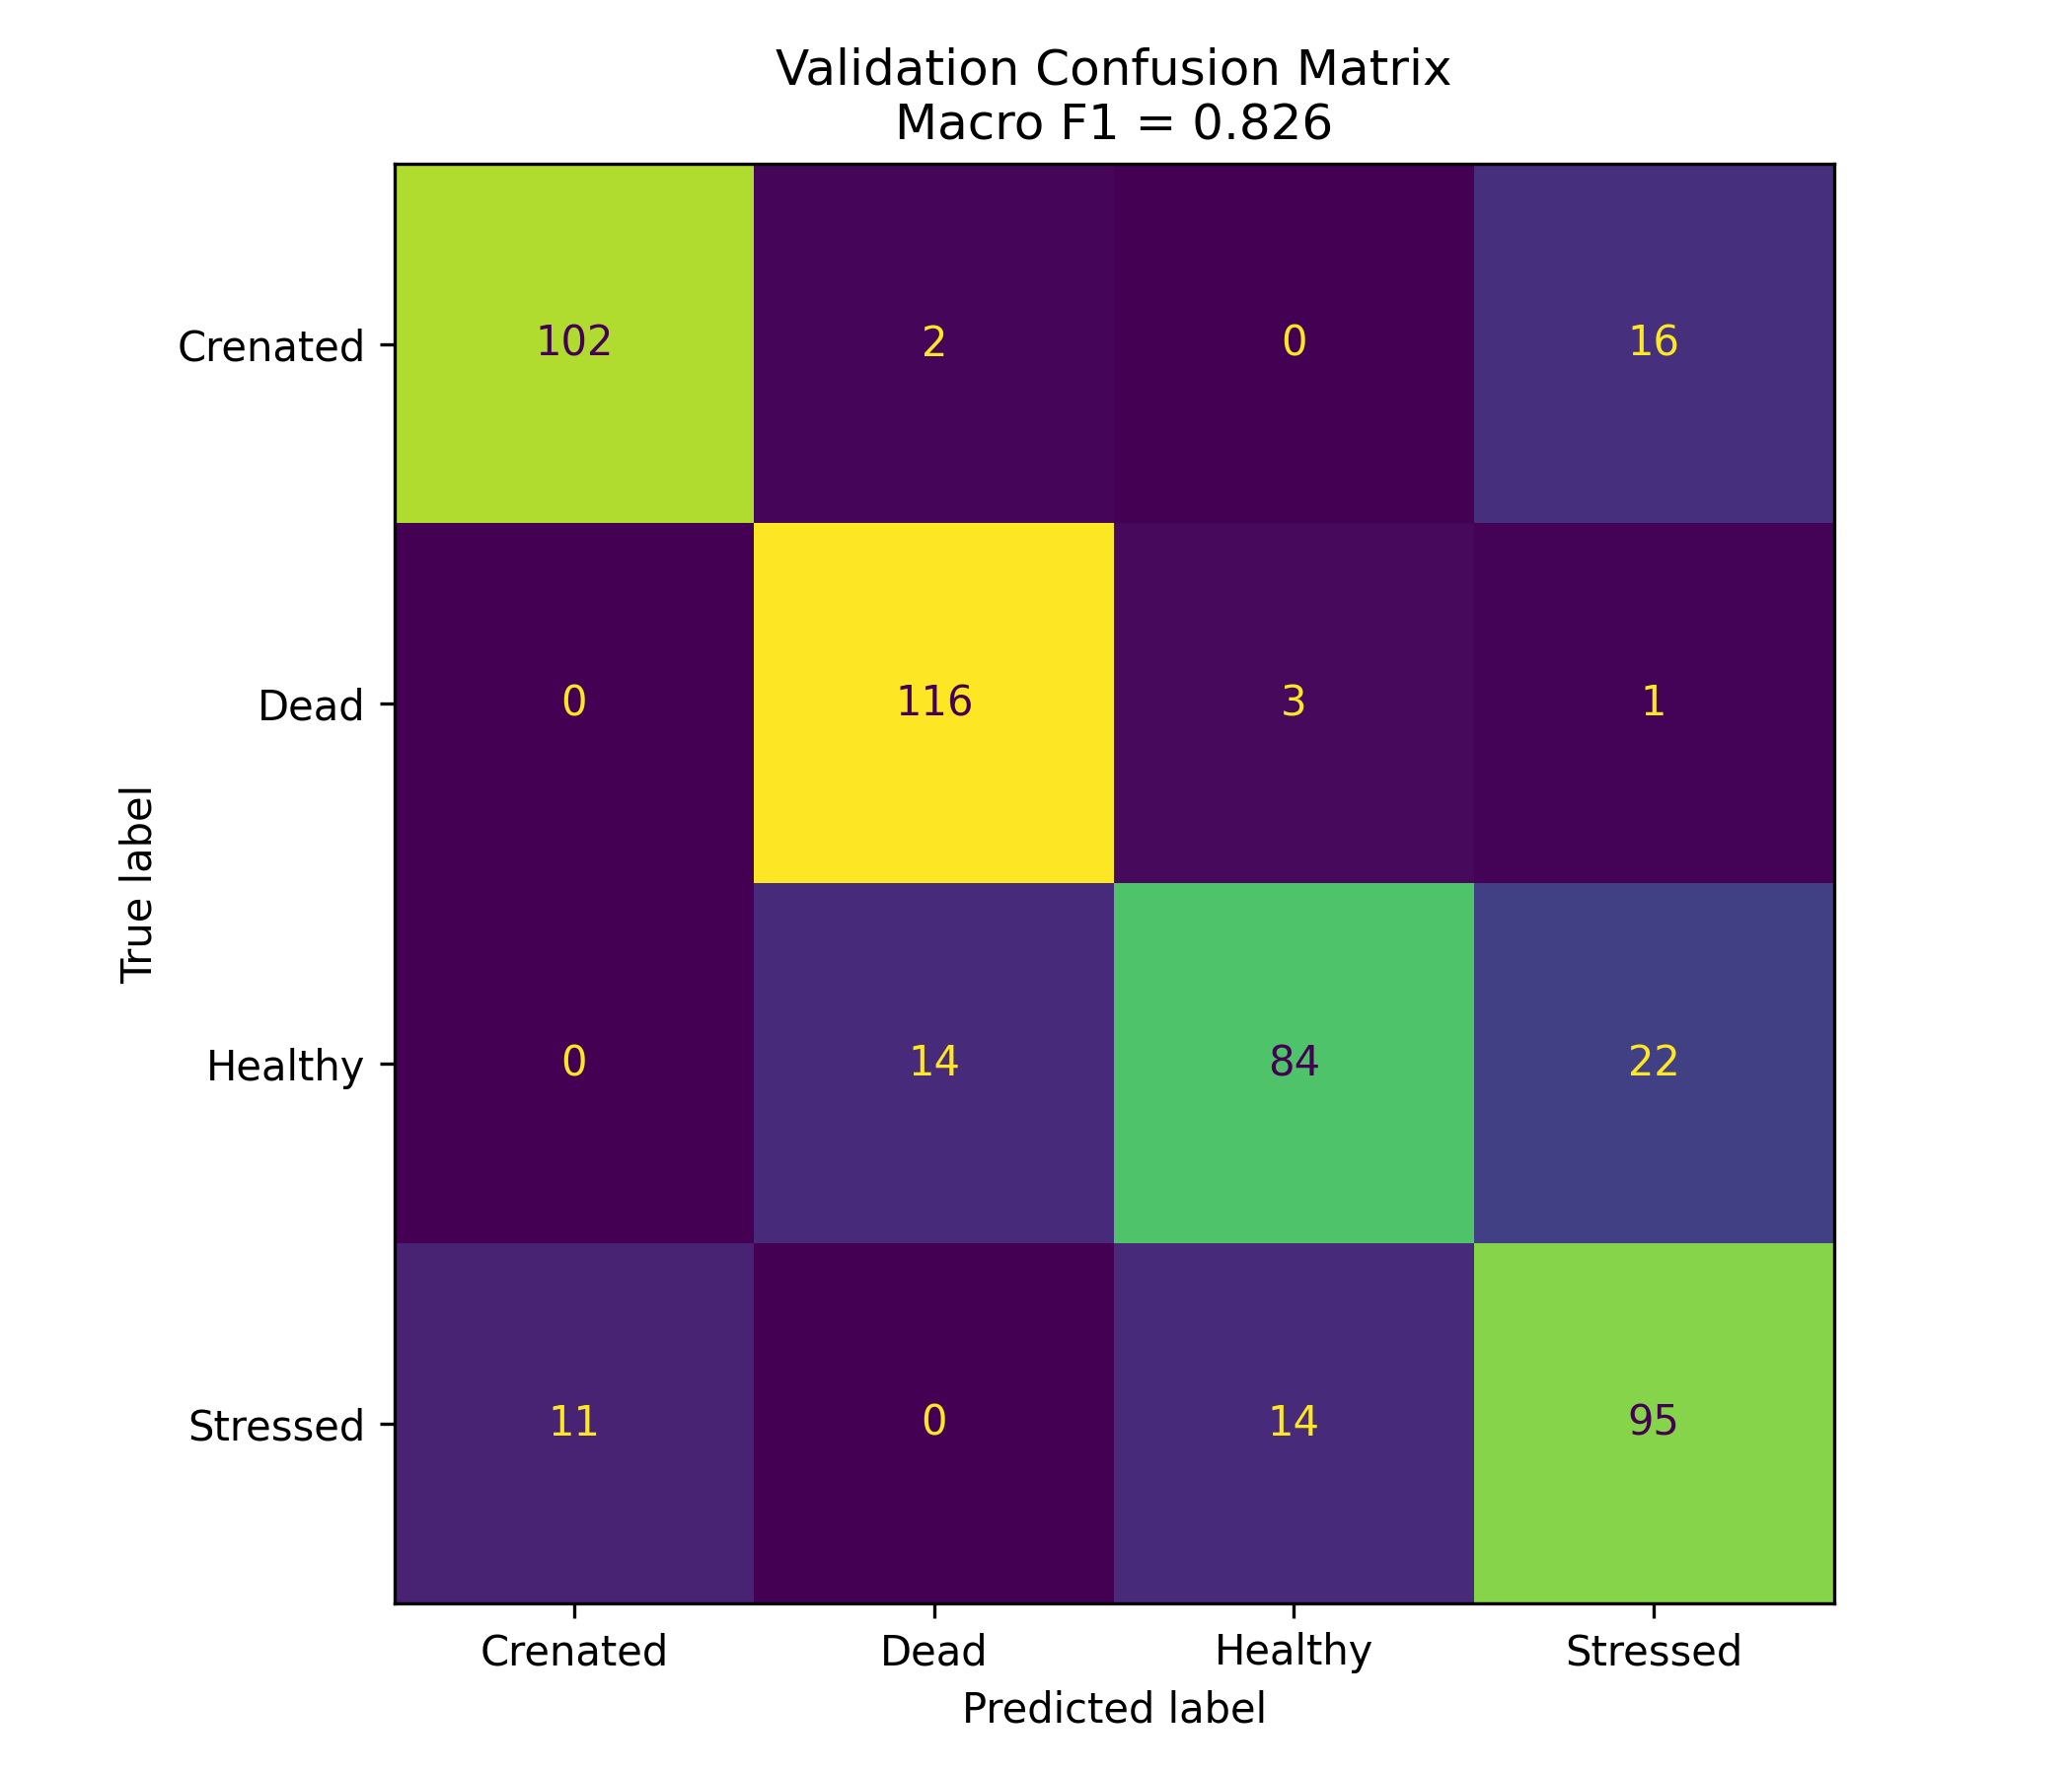 Validation Confusion Matrix
Macro F1 = 0.826
Crenated 102 2 0 16
Dead 0 116 3 1
Healthy 0 14 84 22
Stressed 11 0 14 95
True label
Crenated Dead Healthy Stressed
Predicted label